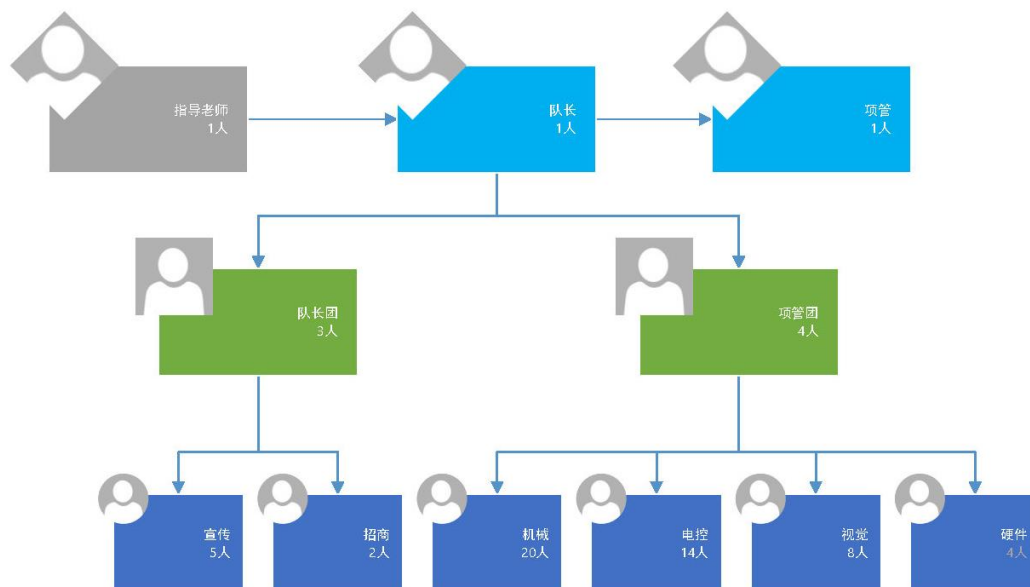 指导老师
1人
队长
1人
项管
1人
队长团
3人
项管团
4人
宣传
5人
招商
2人
机械
20人
电控
14人
视觉
8人
硬件
4人